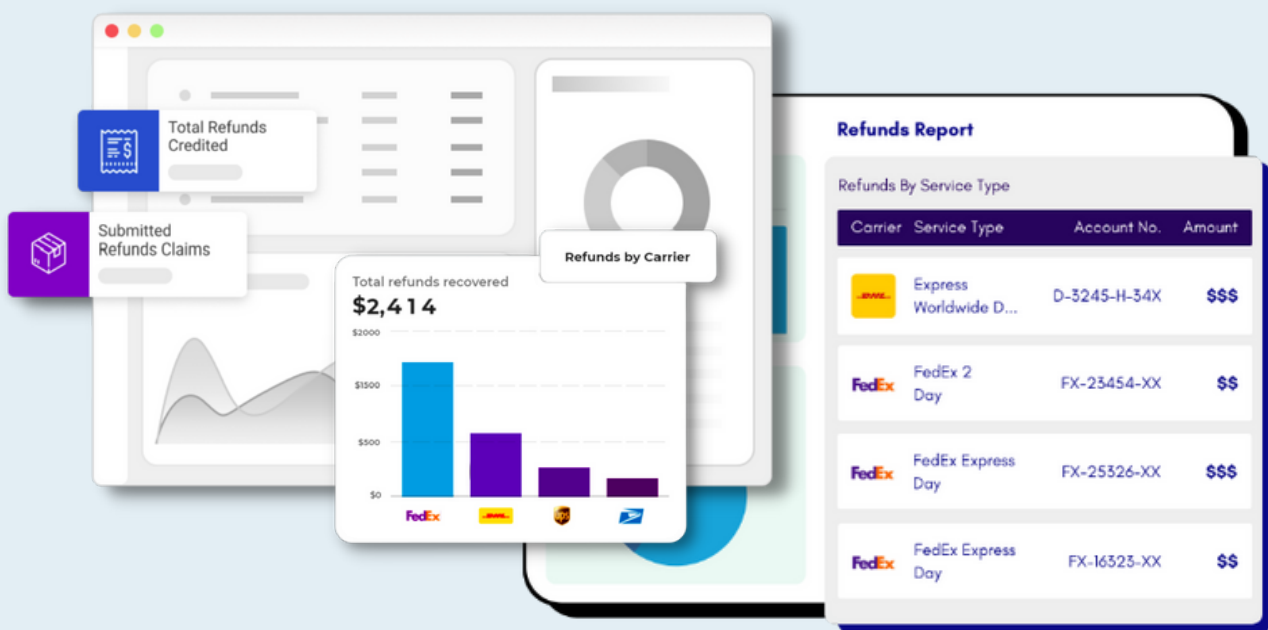 Total Refunds
Credited
Submitted
Refunds Claims
Refunds by Carrier
Total refunds recovered
$2,414
$2000
$1500
$500
$0
FedEx
DHL
ups
Refunds Report
Refunds By Service Type
Carrier Service Type Account No. Amount
DHL
Express
Worldwide D...
D-3245-H-34X
$$$
FedEx
FedEx 2
Day
FX-23454-XX
$$
FedEx
FedEx Express
Day
FX-25326-XX
$$$
FedEx
FedEx Express
Day
FX-16323-XX
$$